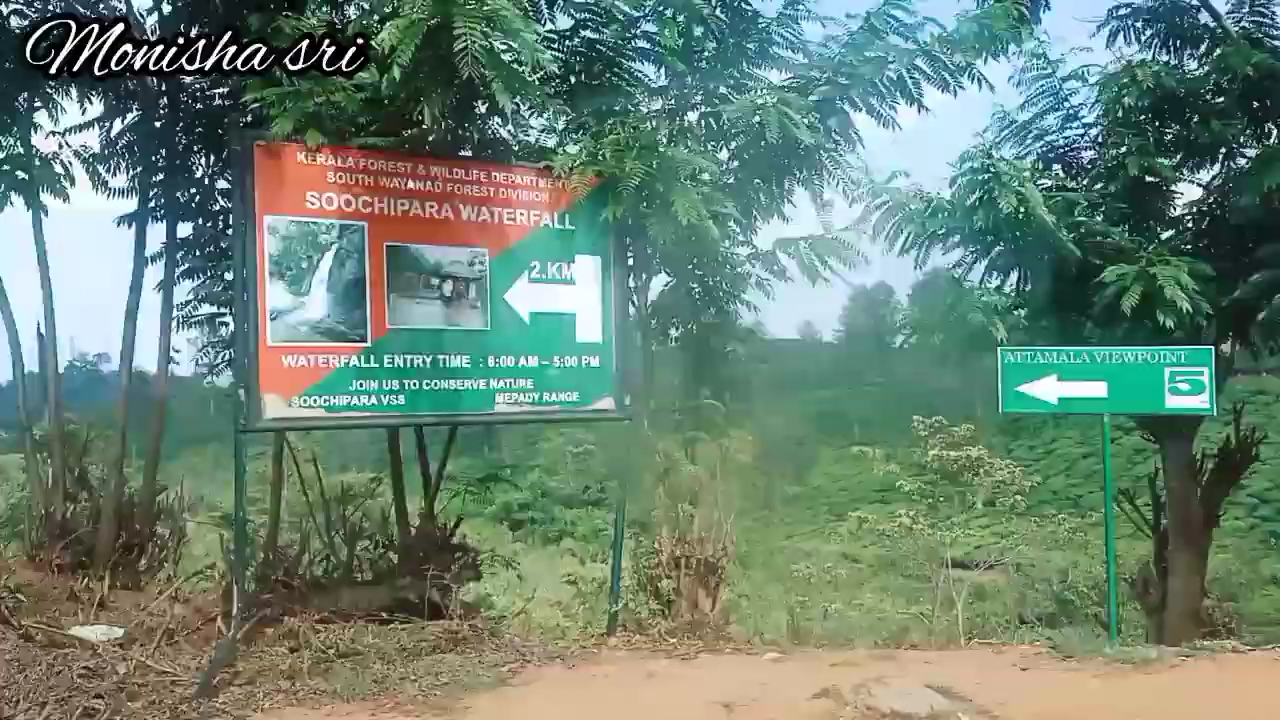 Monisha sri
KERALA FOREST & WILDLIFE DEPARTMENT
SOUTH WAYANAD FOREST DIVISION
SOOCHIPARA WATERFALL
2.KM
WATERFALL ENTRY TIME : 8:00 AM – 5:00 PM
JOIN US TO CONSERVE NATURE
SOOCHIPARA VSS MEPADY RANGE
ATTAMALA VIEWPOINT
5